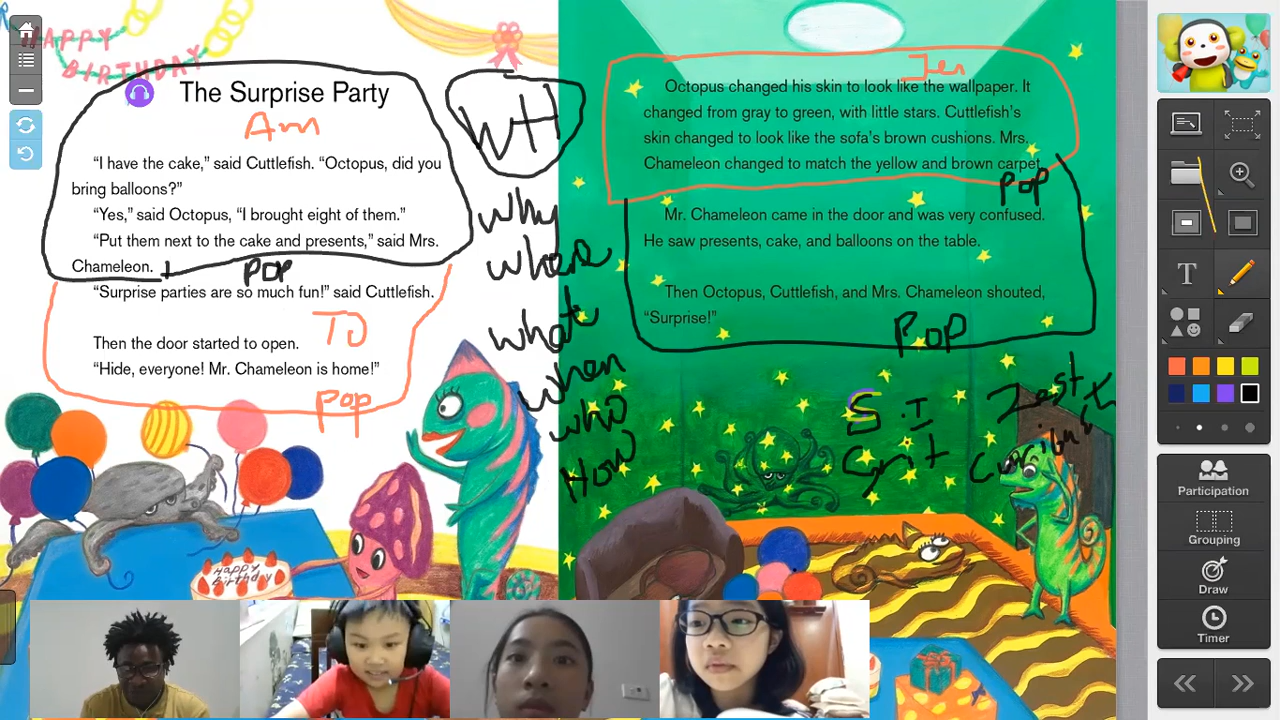 HAPPY
BIRTHDAY
The Surprise Party
Ann
“I have the cake,” said Cuttlefish. “Octopus, did you
bring balloons?”
“Yes,” said Octopus, “I brought eight of them.”
“Put them next to the cake and presents,” said Mrs.
Chameleon.
POP
“Surprise parties are so much fun!” said Cuttlefish.
TO
Then the door started to open.
“Hide, everyone! Mr. Chameleon is home!”
POP
WH
why
where
what
when
who
How
Jen
Octopus changed his skin to look like the wallpaper. It
changed from gray to green, with little stars. Cuttlefish’s
skin changed to look like the sofa’s brown cushions. Mrs.
Chameleon changed to match the yellow and brown carpet.
POP
Mr. Chameleon came in the door and was very confused.
He saw presents, cake, and balloons on the table.
Then Octopus, Cuttlefish, and Mrs. Chameleon shouted,
“Surprise!”
POP
S.I
Zest
Grit
Happy
Birthday
T
Participation
Grouping
Draw
Timer